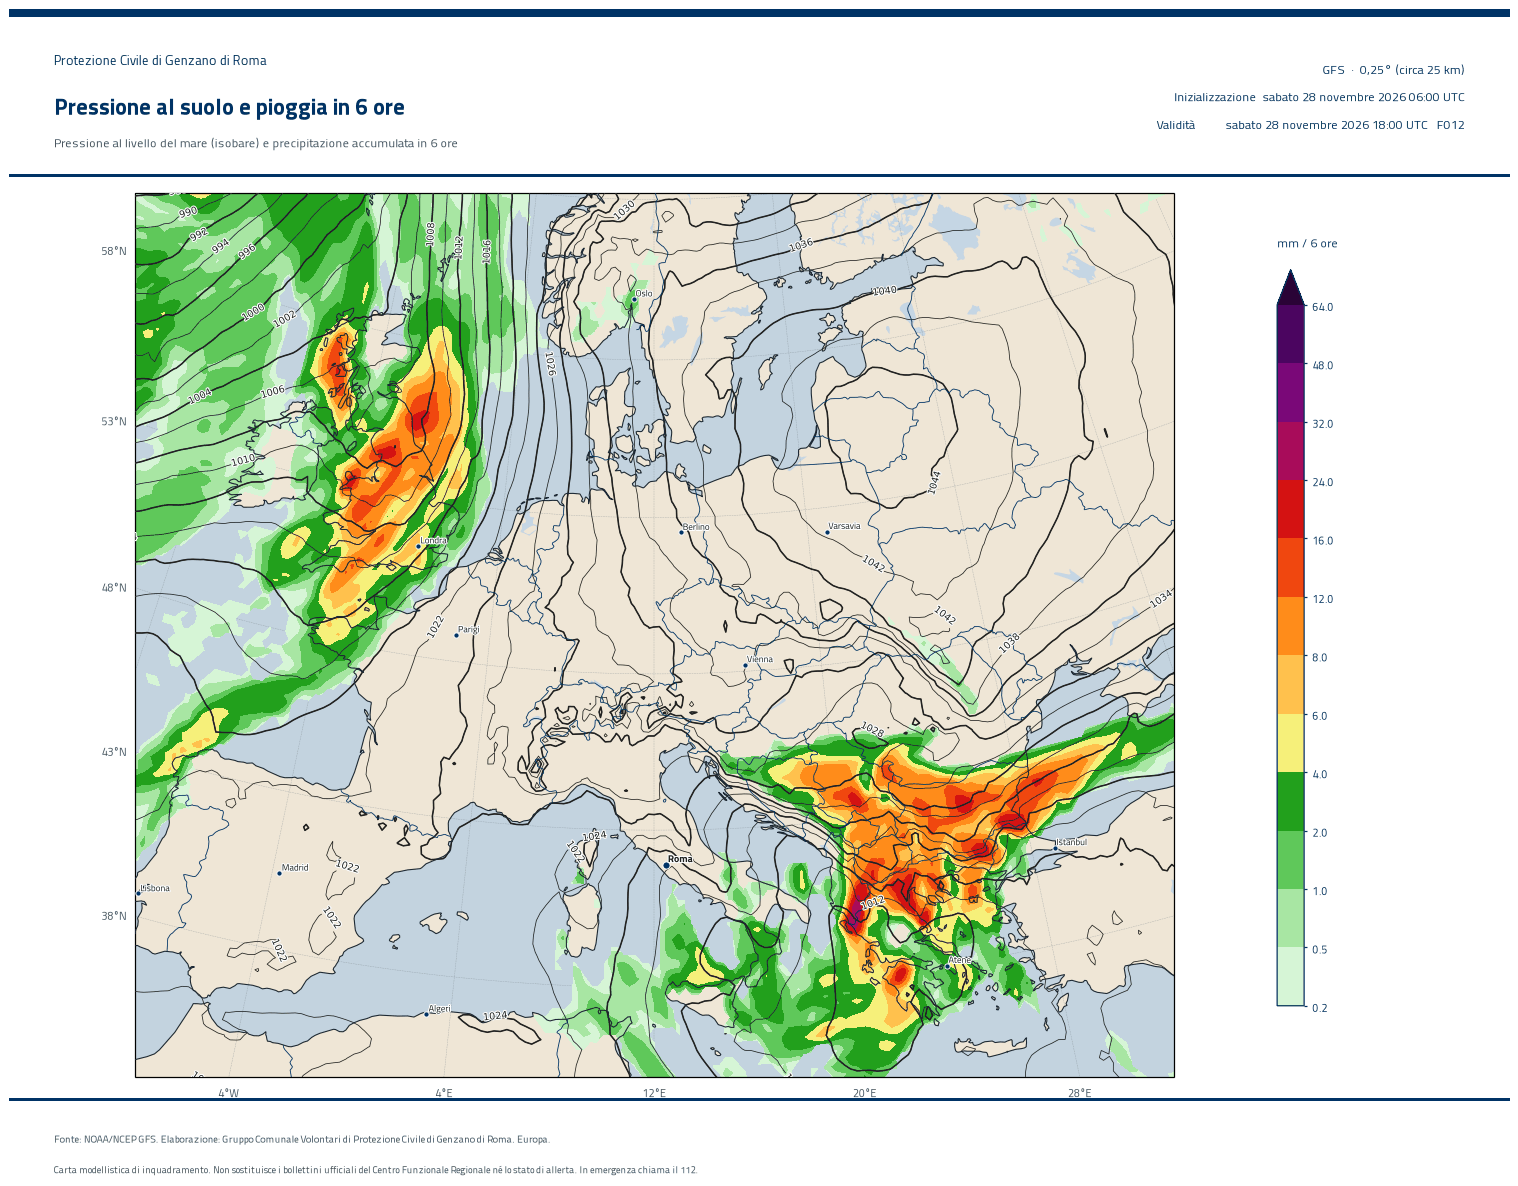 Protezione Civile di Genzano di Roma
Pressione al suolo e pioggia in 6 ore
Pressione al livello del mare (isobare) e precipitazione accumulata in 6 ore
GFS · 0,25° (circa 25 km)
Inizializzazione sabato 28 novembre 2026 06:00 UTC
Validità sabato 28 novembre 2026 18:00 UTC F012
58°N
53°N
48°N
43°N
38°N
4°W
4°E
12°E
20°E
28°E
990
992
994
996
1000
1002
1004
1006
1010
1008
1012
1016
1026
1030
1036
1040
1044
1042
1042
1038
1034
1028
1022
1024
1022
1022
1022
1022
1024
1012
Oslo
Londra
Berlino
Varsavia
Parigi
Vienna
Roma
Madrid
Lisbona
Algeri
Atene
Istanbul
mm / 6 ore
64.0
48.0
32.0
24.0
16.0
12.0
8.0
6.0
4.0
2.0
1.0
0.5
0.2
Fonte: NOAA/NCEP GFS. Elaborazione: Gruppo Comunale Volontari di Protezione Civile di Genzano di Roma. Europa.
Carta modellistica di inquadramento. Non sostituisce i bollettini ufficiali del Centro Funzionale Regionale né lo stato di allerta. In emergenza chiama il 112.